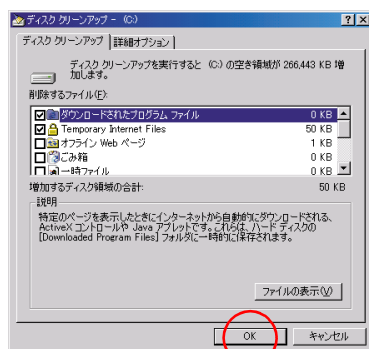 ディスク クリーンアップ - (C:)
ディスク クリーンアップ 詳細オプション
ディスク クリーンアップを実行すると (C:) の空き領域が 266,443 KB 増
加します。
削除するファイル(F):
ダウンロードされたプログラム ファイル 0 KB
Temporary Internet Files 50 KB
オフライン Web ページ 1 KB
ごみ箱 0 KB
一時ファイル 0 KB
増加するディスク領域の合計: 50 KB
説明
特定のページを表示したときにインターネットから自動的にダウンロードされる、
ActiveX コントロールや Java アプレットです。これらは、ハード ディスクの
[Downloaded Program Files] フォルダに一時的に保存されます。
ファイルの表示(V)
OK キャンセル